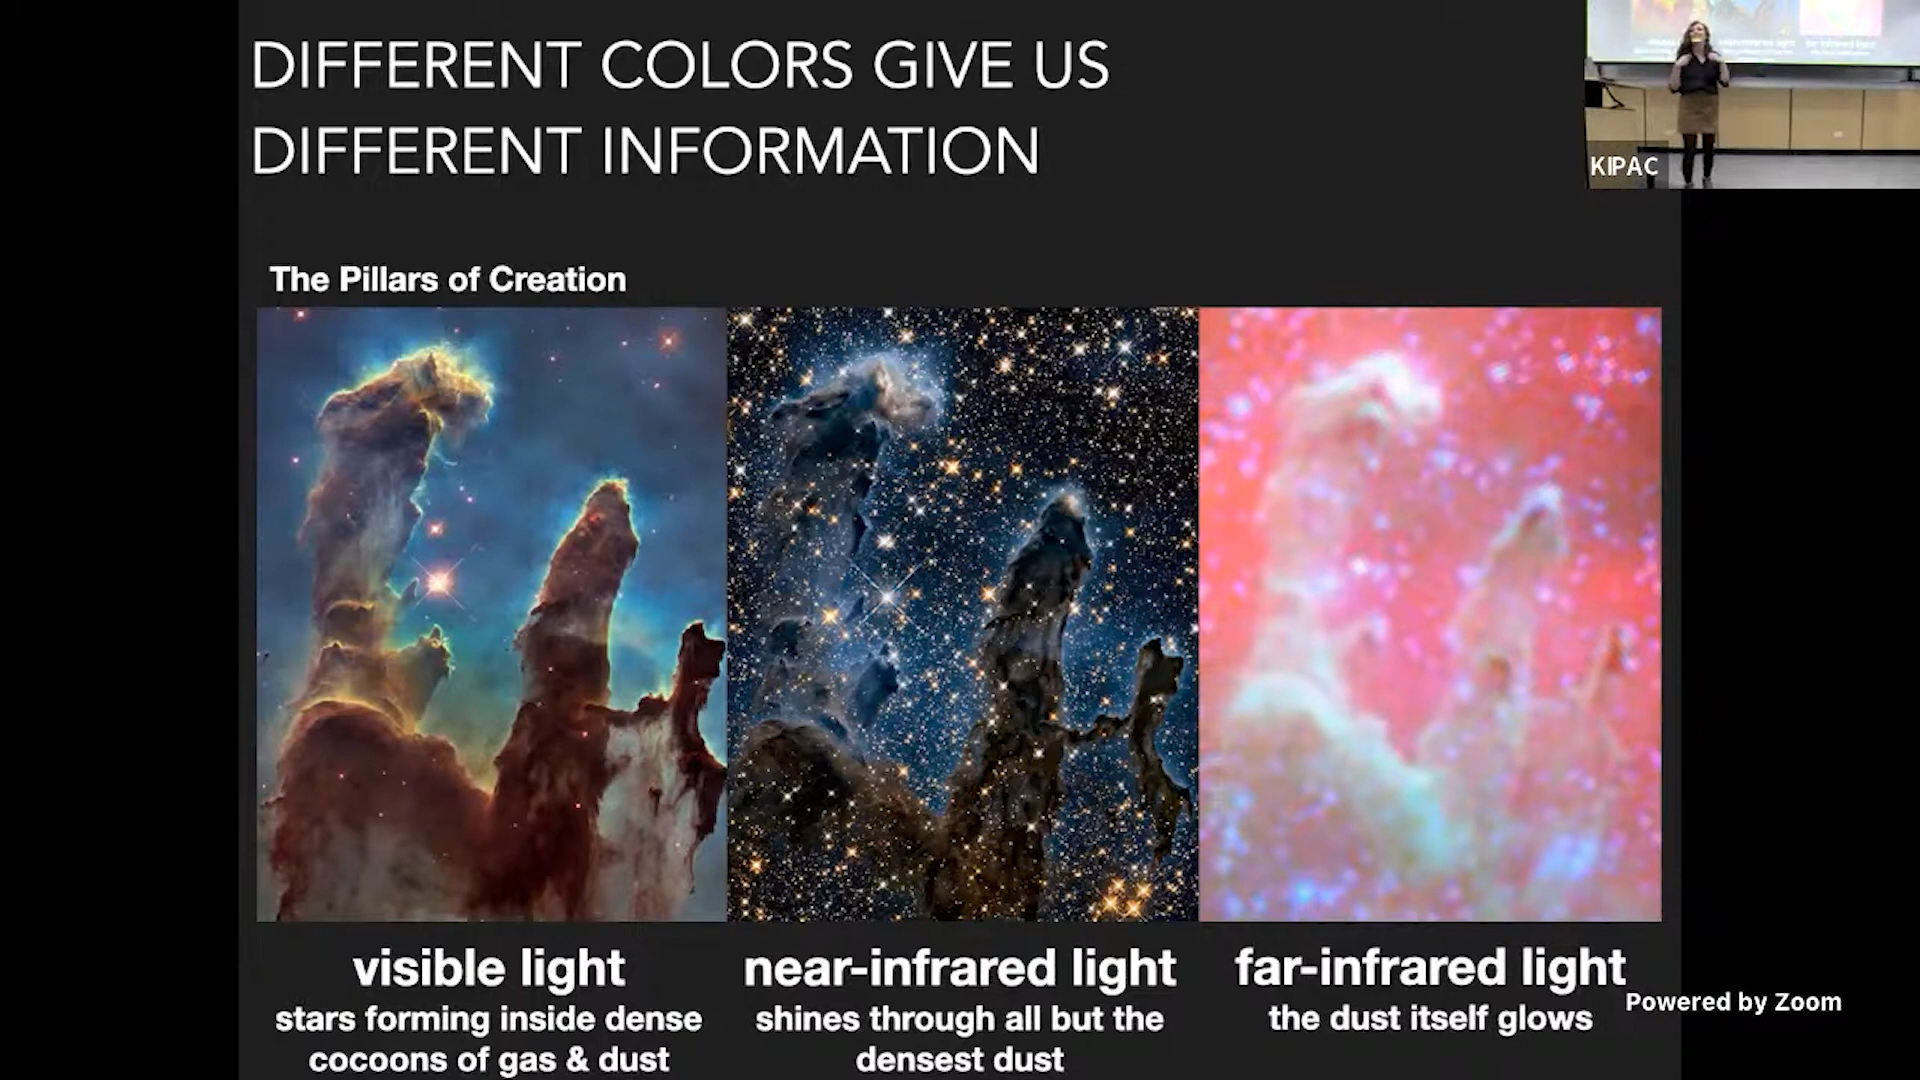 DIFFERENT COLORS GIVE US
DIFFERENT INFORMATION
KIPAC
The Pillars of Creation
visible light
stars forming inside dense
cocoons of gas & dust
near-infrared light
shines through all but the
densest dust
far-infrared light
the dust itself glows
Powered by Zoom